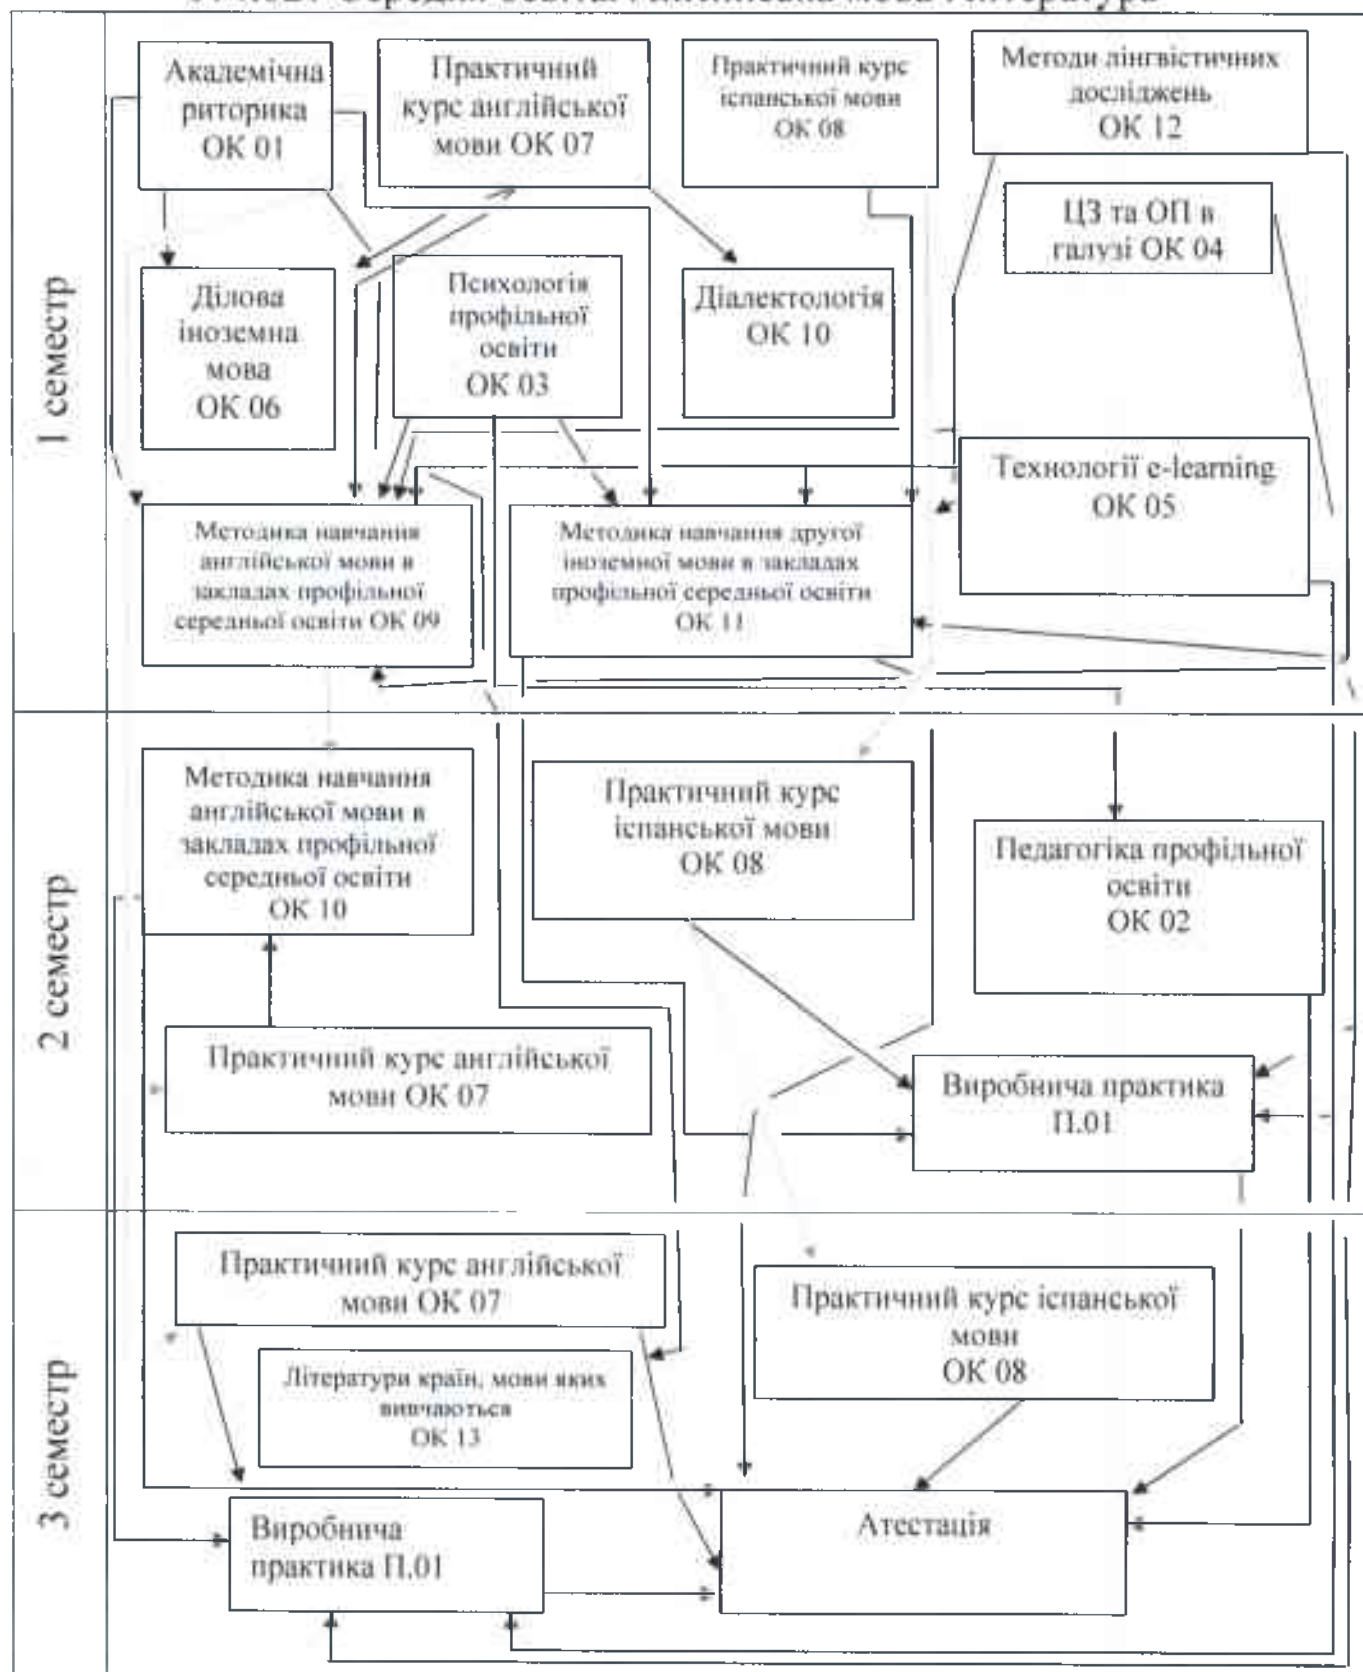 1 семестр
Академічна
риторика
ОК 01
Практичний
курс англійської
мови ОК 07
Практичний курс
іспанської мови
ОК 08
Методи лінгвістичних
досліджень
ОК 12
ЦЗ та ОП в
галузі ОК 04
Ділова
іноземна
мова
ОК 06
Психологія
профільної
освіти
ОК 03
Діалектологія
ОК 10
Технології e-learning
ОК 05
Методика навчання
англійської мови в
закладах профільної
середньої освіти ОК 09
Методика навчання другої
іноземної мови в закладах
профільної середньої освіти
ОК 11
2 семестр
Методика навчання
англійської мови в
закладах профільної
середньої освіти
ОК 10
Практичний курс
іспанської мови
ОК 08
Педагогіка профільної
освіти
ОК 02
Практичний курс англійської
мови ОК 07
Виробнича практика
П.01
3 семестр
Практичний курс англійської
мови ОК 07
Практичний курс іспанської
мови
ОК 08
Літератури країн, мови яких
вивчаються
ОК 13
Виробнича
практика П.01
Атестація